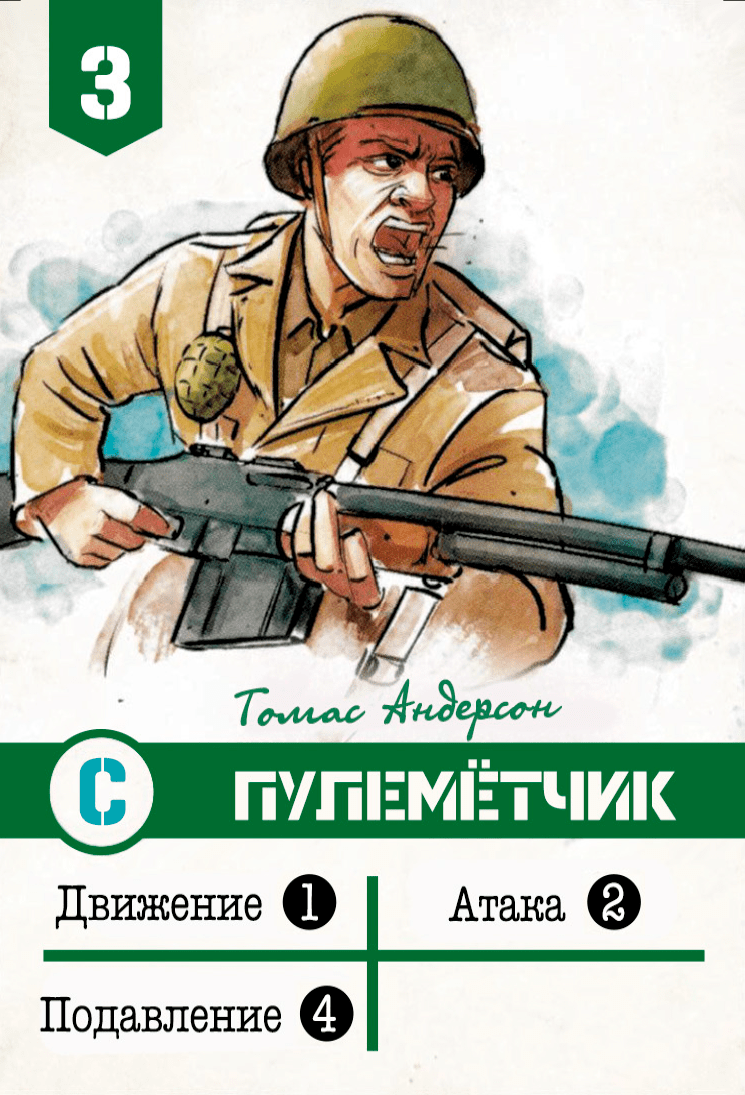 3
Томас Андерсон
С ПУЛЕМЁТЧИК
Движение 1 Атака 2
Подавление 4